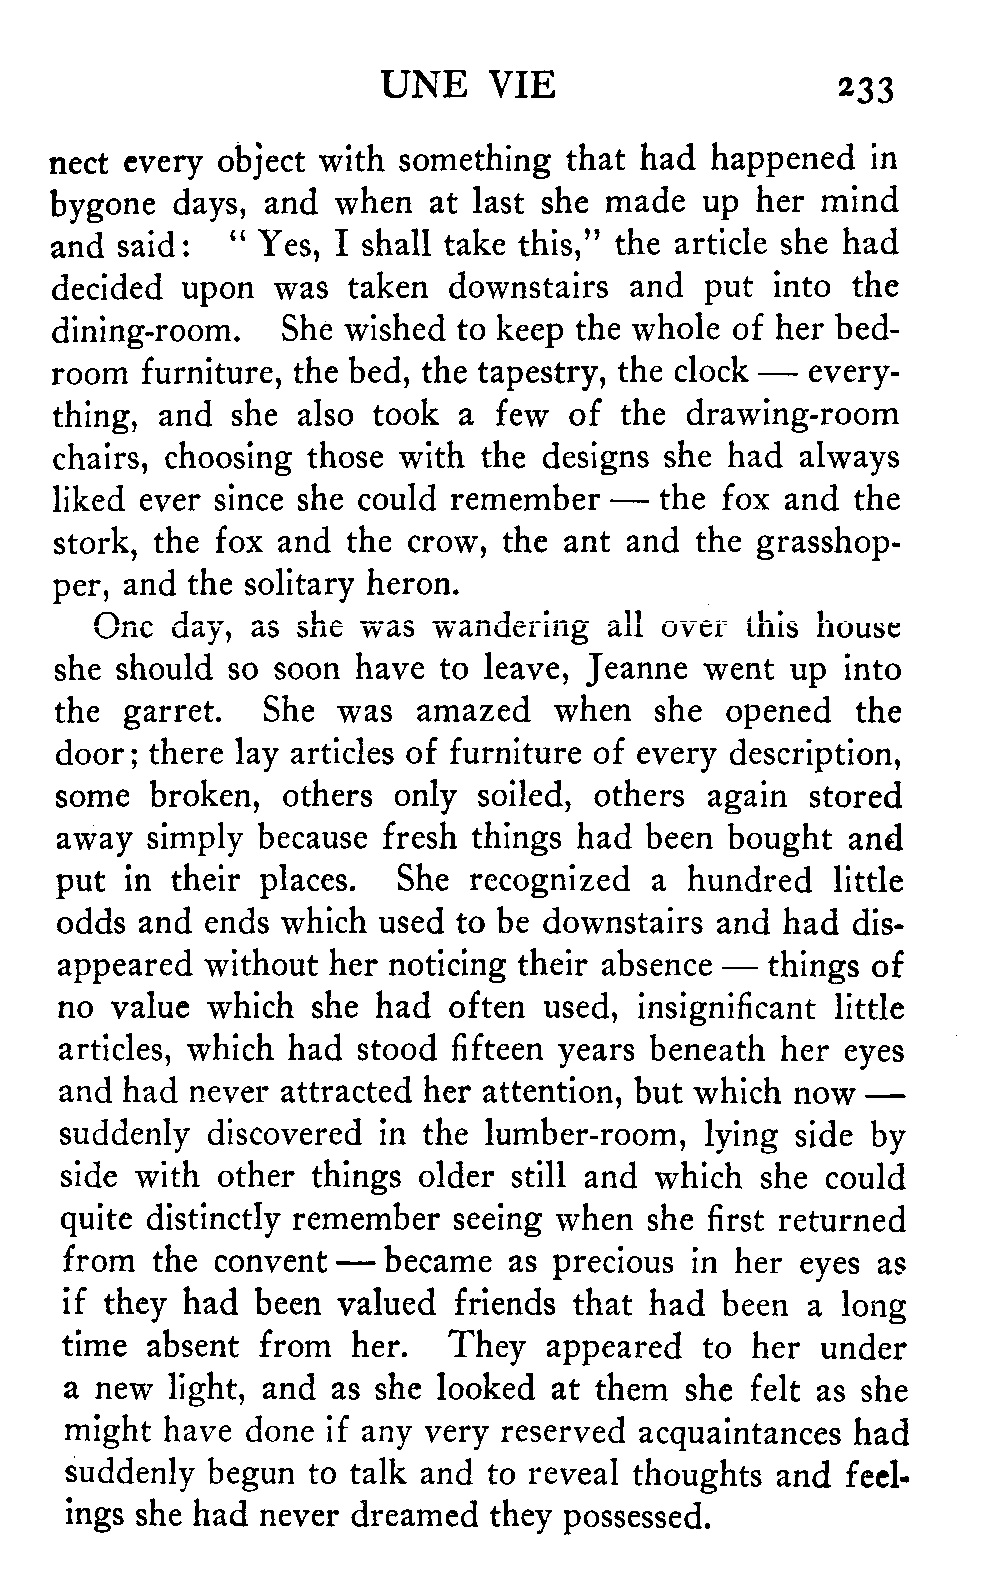 UNE VIE 233
nect every object with something that had happened in
bygone days, and when at last she made up her mind
and said: “ Yes, I shall take this,” the article she had
decided upon was taken downstairs and put into the
dining-room. She wished to keep the whole of her bed-
room furniture, the bed, the tapestry, the clock — every-
thing, and she also took a few of the drawing-room
chairs, choosing those with the designs she had always
liked ever since she could remember — the fox and the
stork, the fox and the crow, the ant and the grasshop-
per, and the solitary heron.
One day, as she was wandering all over this house
she should so soon have to leave, Jeanne went up into
the garret. She was amazed when she opened the
door; there lay articles of furniture of every description,
some broken, others only soiled, others again stored
away simply because fresh things had been bought and
put in their places. She recognized a hundred little
odds and ends which used to be downstairs and had dis-
appeared without her noticing their absence — things of
no value which she had often used, insignificant little
articles, which had stood fifteen years beneath her eyes
and had never attracted her attention, but which now —
suddenly discovered in the lumber-room, lying side by
side with other things older still and which she could
quite distinctly remember seeing when she first returned
from the convent — became as precious in her eyes as
if they had been valued friends that had been a long
time absent from her. They appeared to her under
a new light, and as she looked at them she felt as she
might have done if any very reserved acquaintances had
suddenly begun to talk and to reveal thoughts and feel-
ings she had never dreamed they possessed.